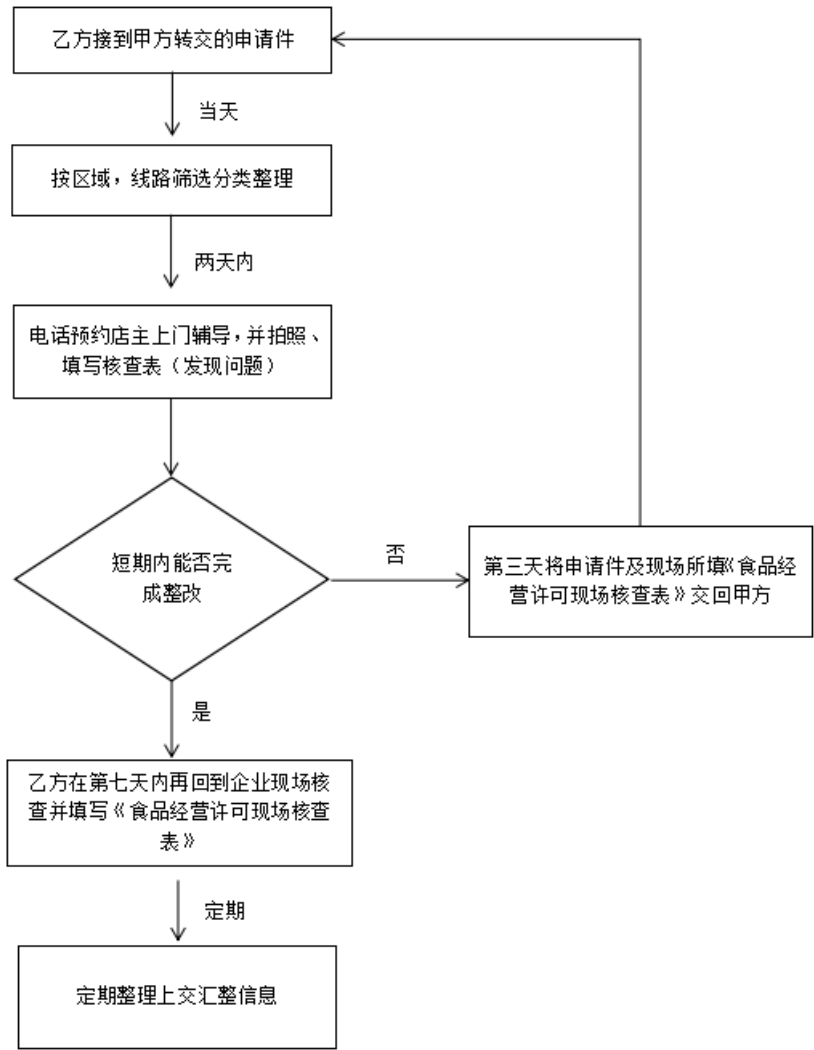 乙方接到甲方转交的申请件
当天
按区域，线路筛选分类整理
两天内
电话预约店主上门辅导，并拍照、
填写核查表（发现问题）
短期内能否完
成整改
否
第三天将申请件及现场所填《食品经
营许可现场核查表》交回甲方
是
乙方在第七天内再回到企业现场核
查并填写《食品经营许可现场核查
表》
定期
定期整理上交汇整信息